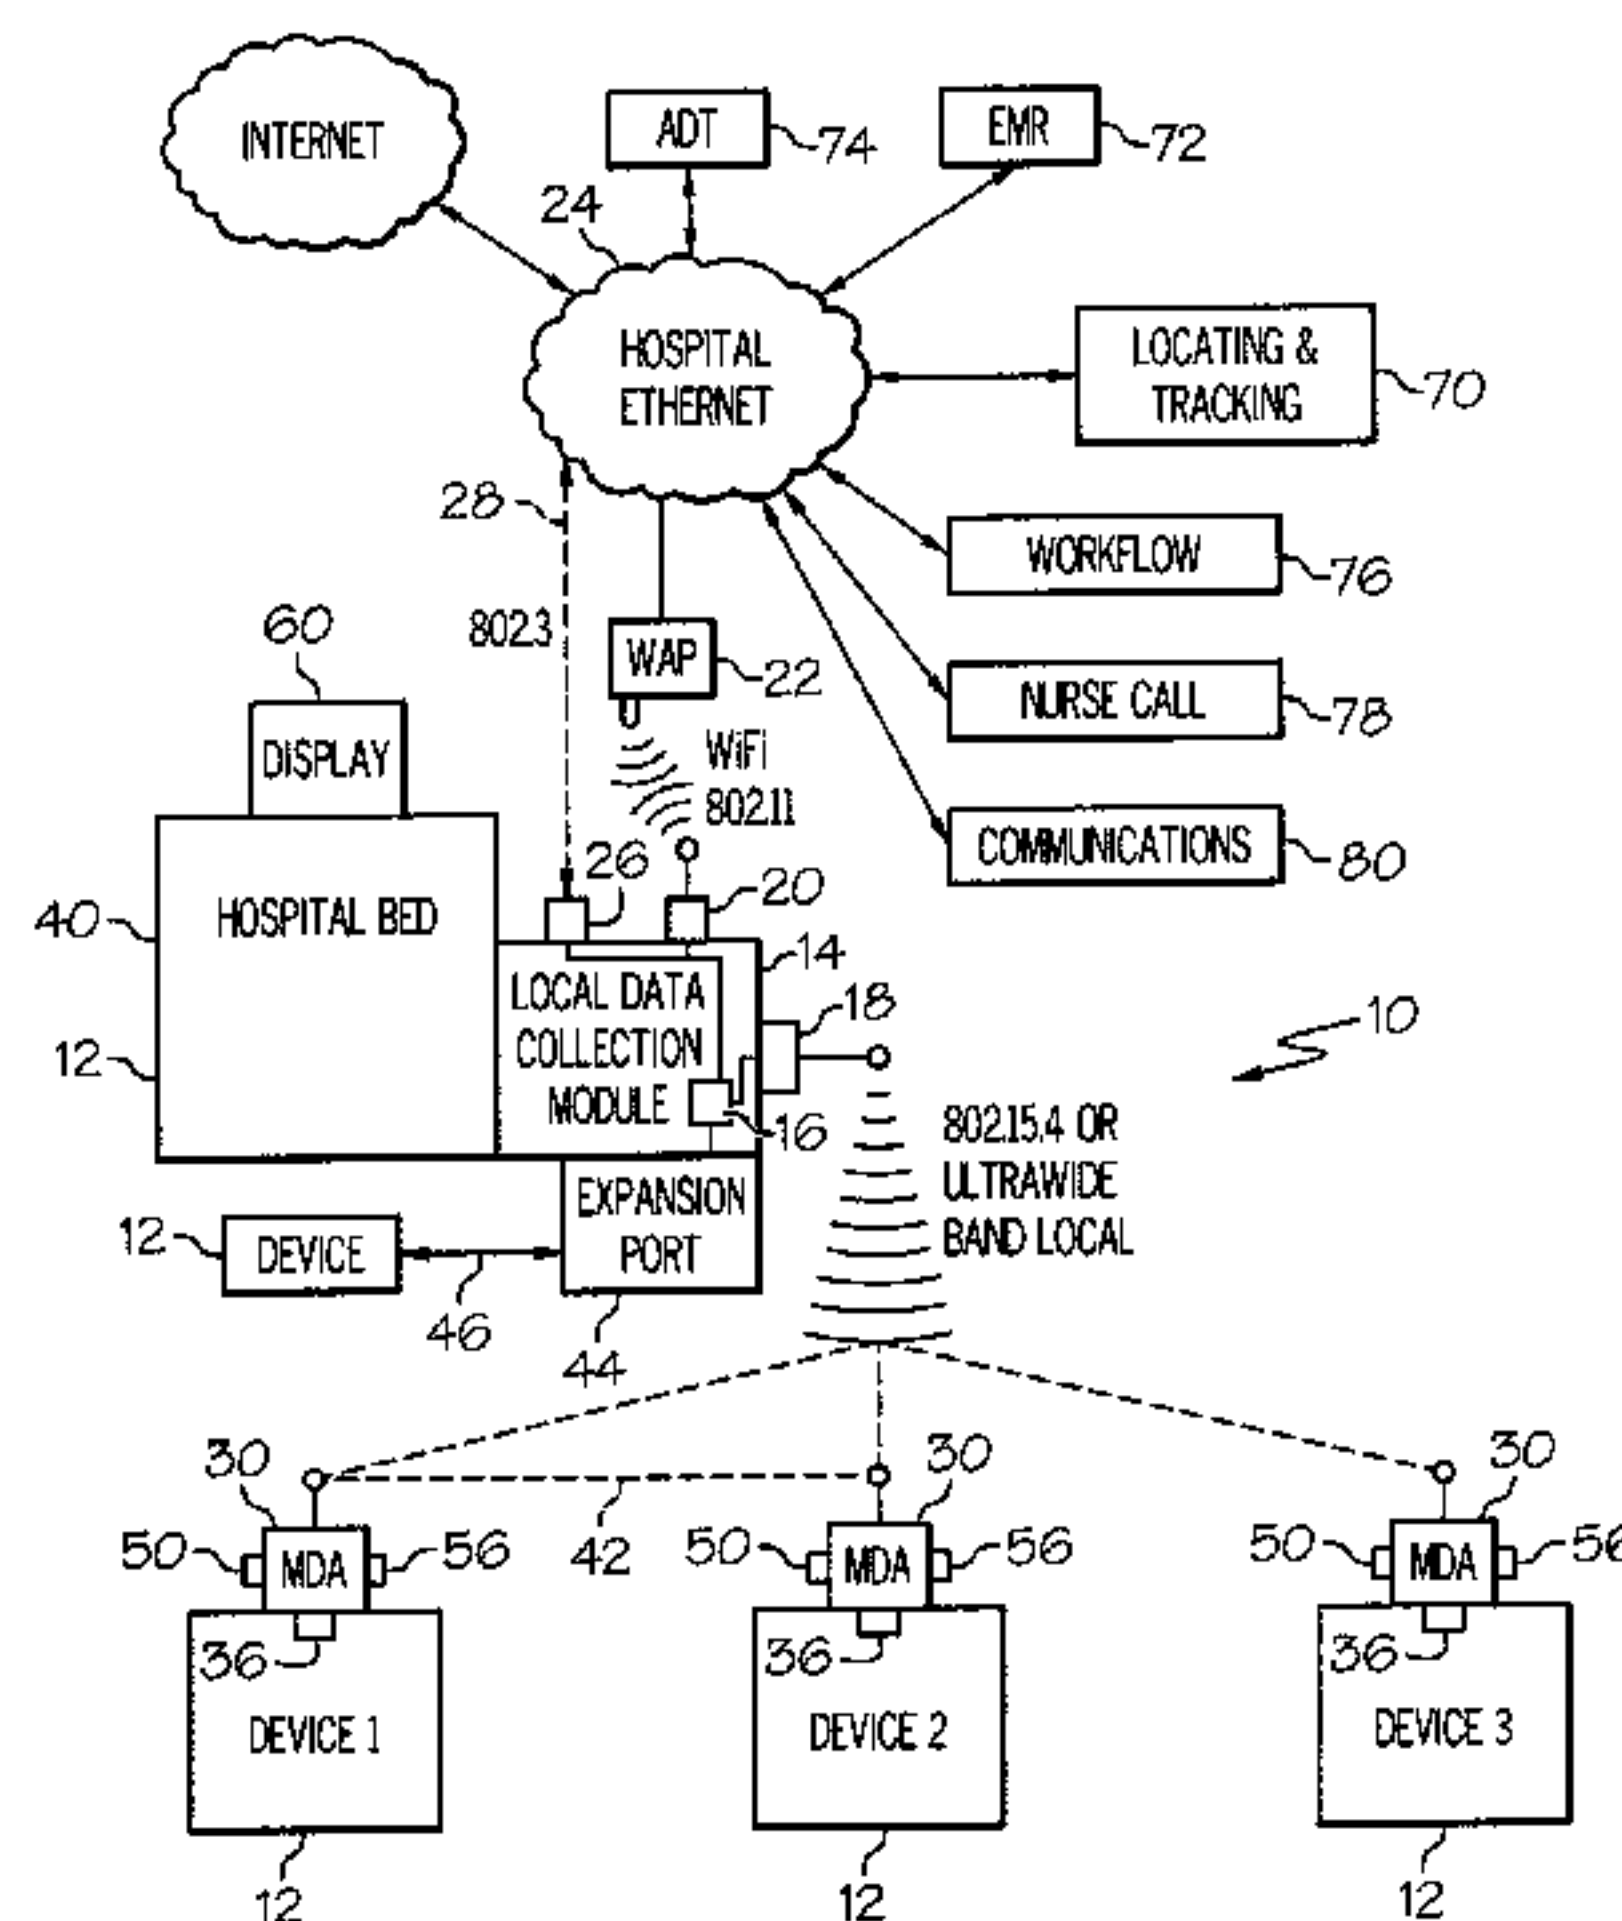 INTERNET
ADT
74
EMR
72
24
HOSPITAL
ETHERNET
LOCATING &
TRACKING
70
28
WORKFLOW
76
802.3
60
WAP
22
NURSE CALL
78
DISPLAY
WiFi
802.11
COMMUNICATIONS
80
26
20
40
HOSPITAL BED
14
LOCAL DATA
COLLECTION
MODULE
18
10
12
16
802.15.4 OR
ULTRAWIDE
BAND LOCAL
EXPANSION
PORT
12
DEVICE
46
44
30
30
30
50
MDA
56
42
50
MDA
56
50
MDA
56
36
36
36
DEVICE 1
DEVICE 2
DEVICE 3
12
12
12